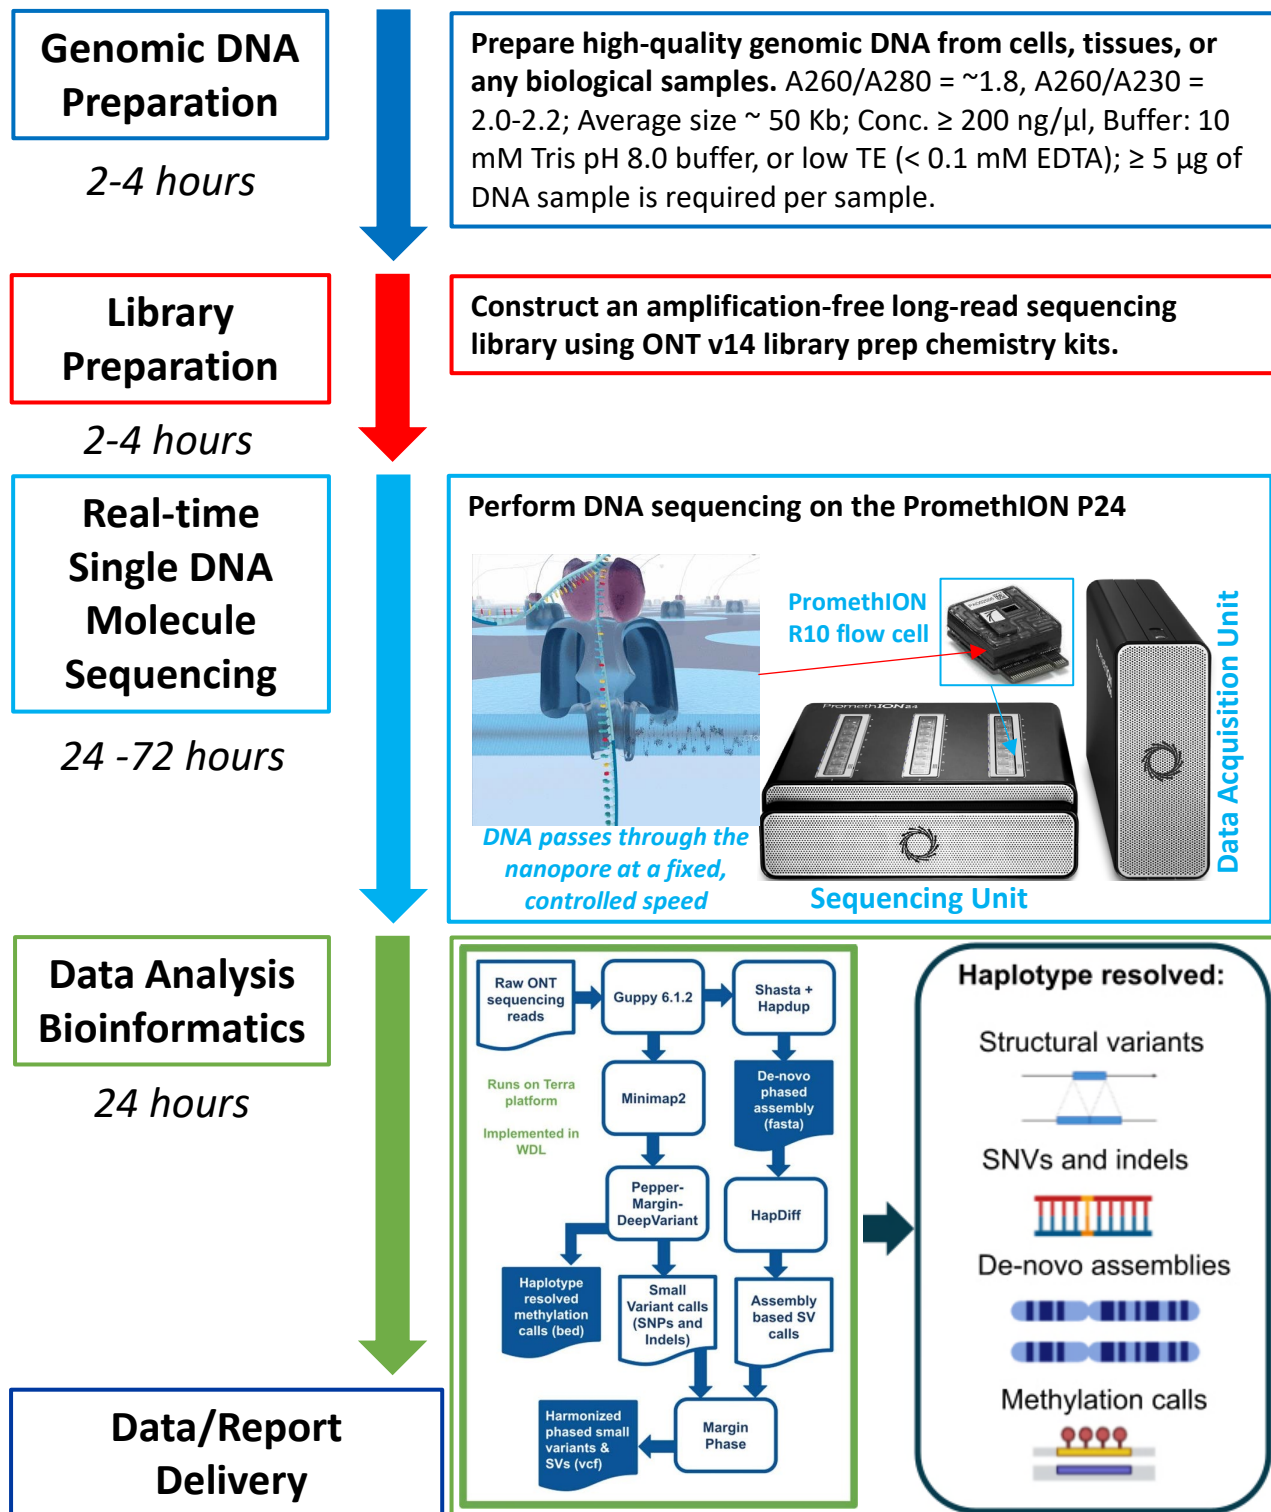 Genomic DNA
Preparation
2-4 hours
Prepare high-quality genomic DNA from cells, tissues, or
any biological samples. A260/A280 = ~1.8, A260/A230 =
2.0-2.2; Average size ~ 50 Kb; Conc. ≥ 200 ng/µl, Buffer: 10
mM Tris pH 8.0 buffer, or low TE (< 0.1 mM EDTA); ≥ 5 µg of
DNA sample is required per sample.
Library
Preparation
2-4 hours
Construct an amplification-free long-read sequencing
library using ONT v14 library prep chemistry kits.
Real-time
Single DNA
Molecule
Sequencing
24 -72 hours
Perform DNA sequencing on the PromethION P24
PromethION
R10 flow cell
PromethION24
Data Acquisition Unit
DNA passes through the
nanopore at a fixed,
controlled speed
Sequencing Unit
Data Analysis
Bioinformatics
24 hours
Raw ONT
sequencing
reads
Guppy 6.1.2
Shasta +
Hapdup
Runs on Terra
platform
Implemented in
WDL
Minimap2
De-novo
phased
assembly
(fasta)
Pepper-
Margin-
DeepVariant
HapDiff
Haplotype
resolved
methylation
calls (bed)
Small
Variant calls
(SNPs and
Indels)
Assembly
based SV
calls
Harmonized
phased small
variants &
SVs (vcf)
Margin
Phase
Haplotype resolved:
Structural variants
SNVs and indels
De-novo assemblies
Methylation calls
Data/Report
Delivery